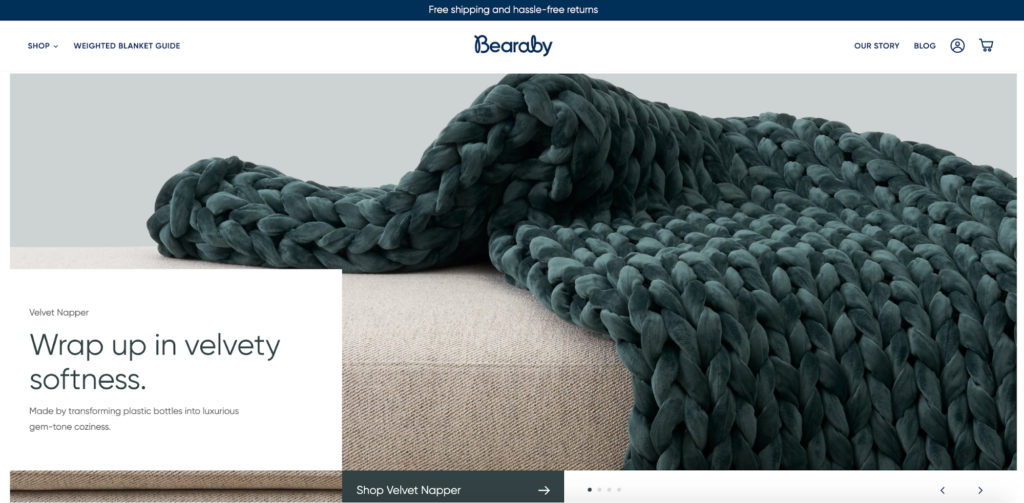 Free shipping and hassle-free returns
SHOP
WEIGHTED BLANKET GUIDE
Bearaby
OUR STORY
BLOG
Velvet Napper
Wrap up in velvety
softness.
Made by transforming plastic bottles into luxurious
gem-tone coziness.
Shop Velvet Napper